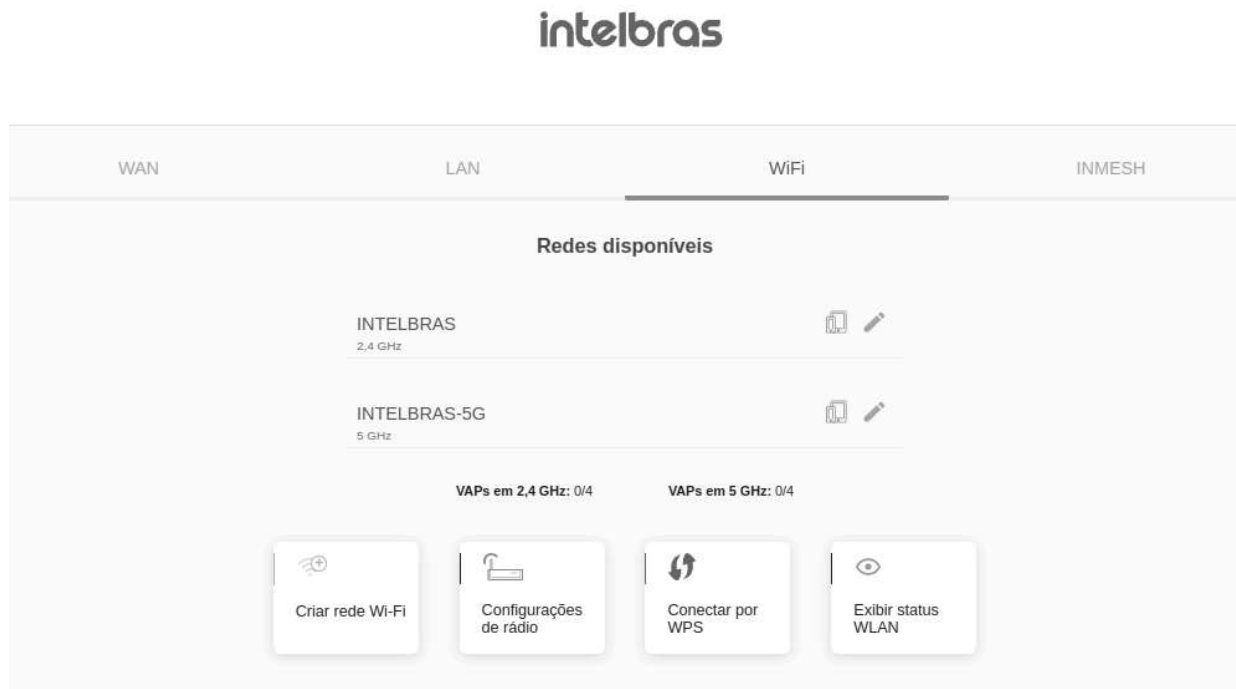 intelbras
WAN
LAN
WiFi
INMESH
Redes disponíveis
INTELBRAS
2,4 GHz
INTELBRAS-5G
5 GHz
VAPs em 2,4 GHz: 0/4
VAPs em 5 GHz: 0/4
Criar rede Wi-Fi
Configurações
de rádio
Conectar por
WPS
Exibir status
WLAN